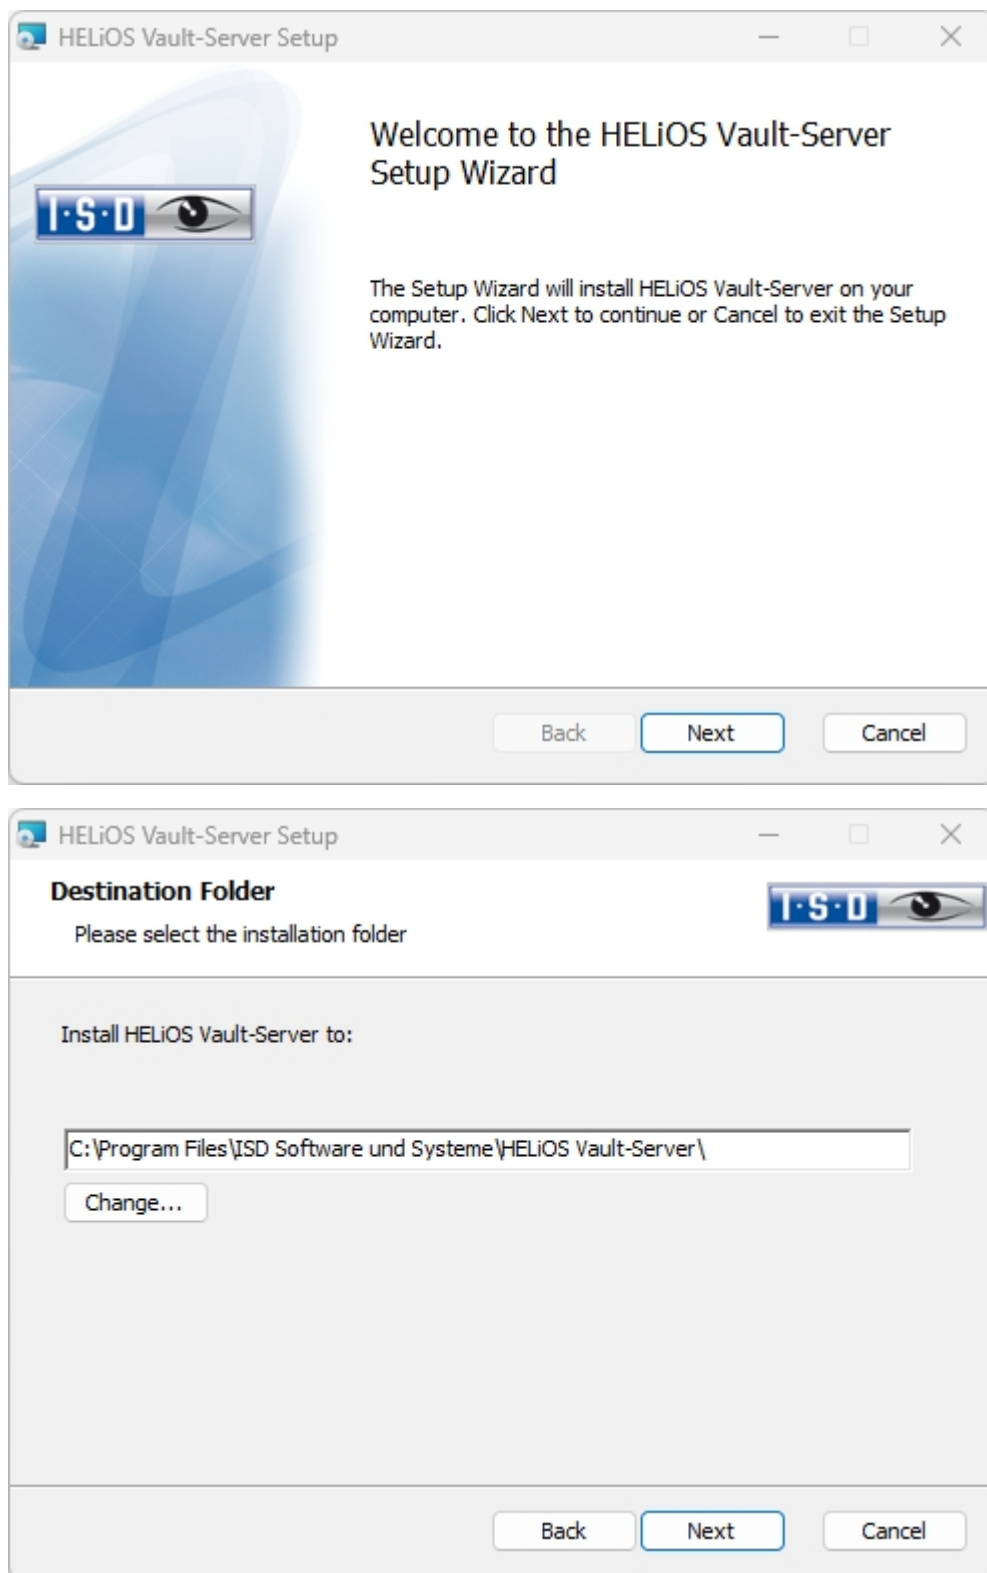 HELiOS Vault-Server Setup
Welcome to the HELiOS Vault-Server
Setup Wizard
I·S·D
The Setup Wizard will install HELiOS Vault-Server on your
computer. Click Next to continue or Cancel to exit the Setup
Wizard.
Back Next Cancel
HELiOS Vault-Server Setup
Destination Folder
I·S·D
Please select the installation folder
Install HELiOS Vault-Server to:
C:\Program Files\ISD Software und Systeme\HELiOS Vault-Server\
Change...
Back Next Cancel